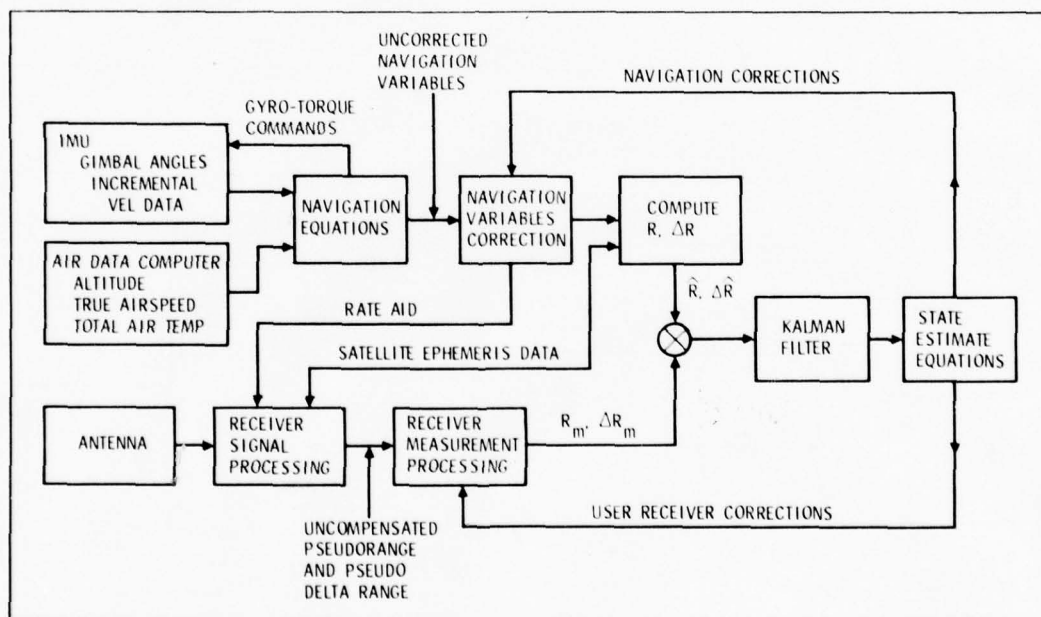 UNCORRECTED
NAVIGATION
VARIABLES
NAVIGATION CORRECTIONS
GYRO-TORQUE
COMMANDS
IMU
GIMBAL ANGLES
INCREMENTAL
VEL DATA
NAVIGATION
EQUATIONS
NAVIGATION
VARIABLES
CORRECTION
COMPUTE
R, ΔR
AIR DATA COMPUTER
ALTITUDE
TRUE AIRSPEED
TOTAL AIR TEMP
R̂, ΔR̂
RATE AID
SATELLITE EPHEMERIS DATA
KALMAN
FILTER
STATE
ESTIMATE
EQUATIONS
ANTENNA
RECEIVER
SIGNAL
PROCESSING
RECEIVER
MEASUREMENT
PROCESSING
Rm, ΔRm
USER RECEIVER CORRECTIONS
UNCOMPENSATED
PSEUDORANGE
AND PSEUDO
DELTA RANGE